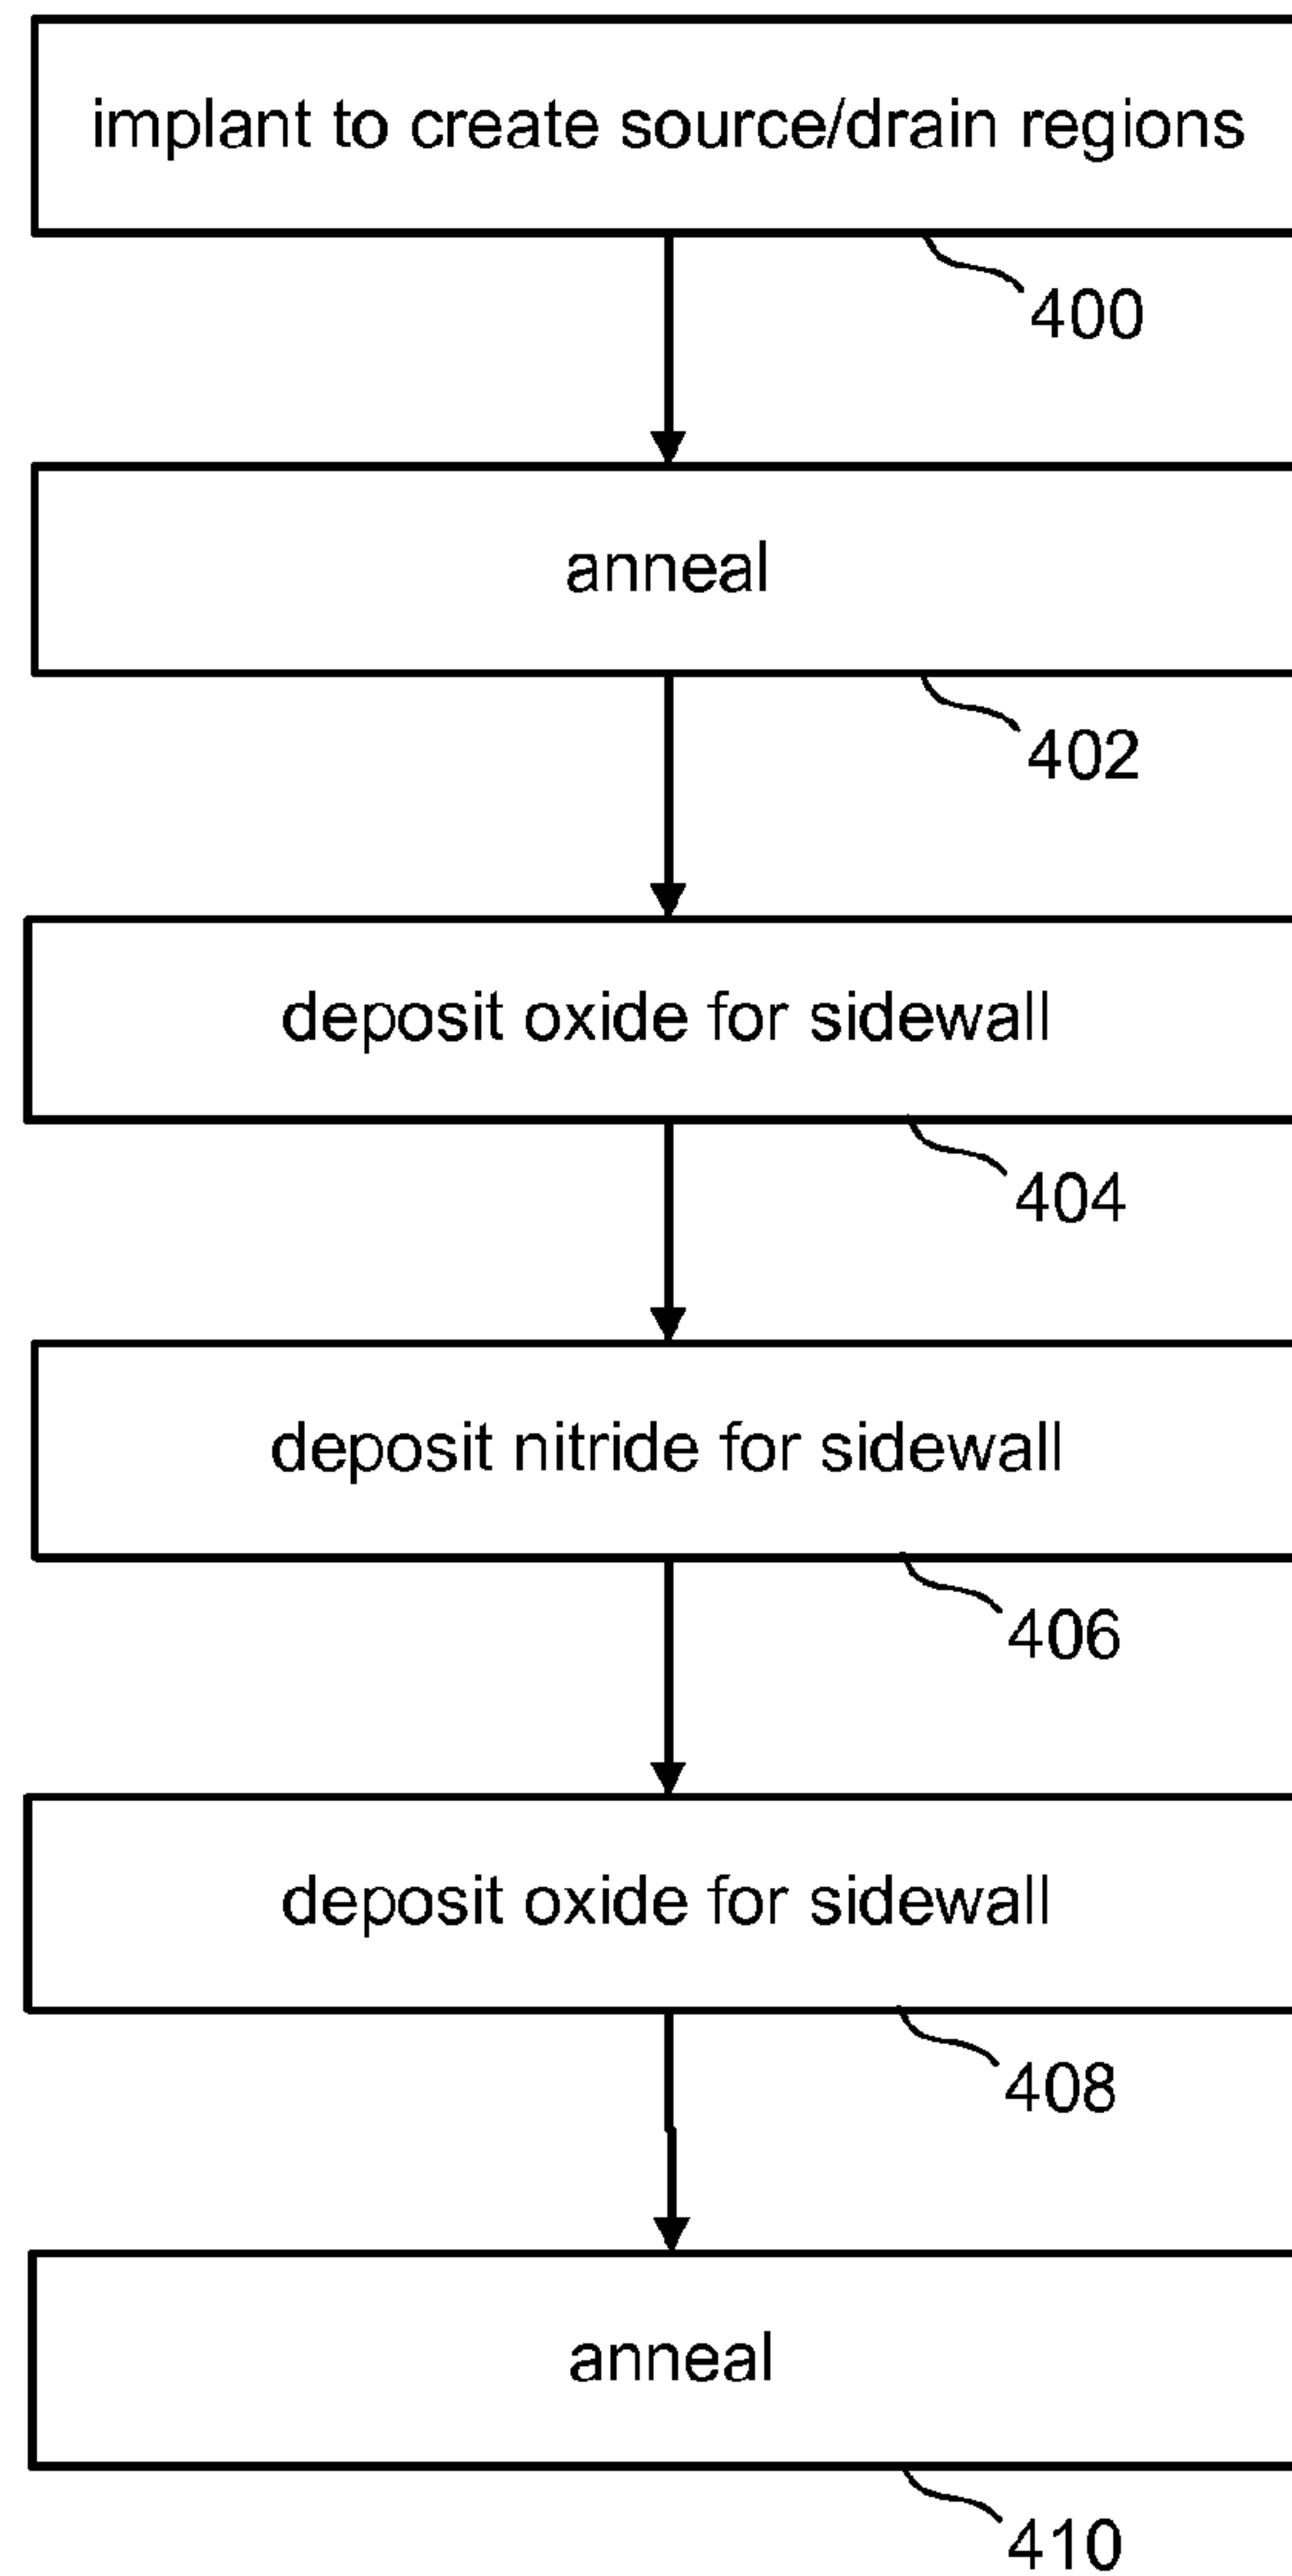 implant to create source/drain regions
400
anneal
402
deposit oxide for sidewall
404
deposit nitride for sidewall
406
deposit oxide for sidewall
408
anneal
410